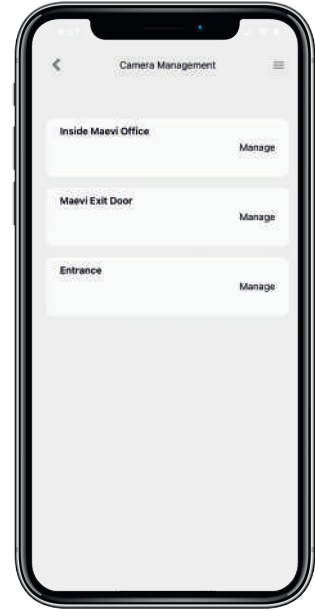 Camera Management
Inside Maevi Office
Manage
Maevi Exit Door
Manage
Entrance
Manage